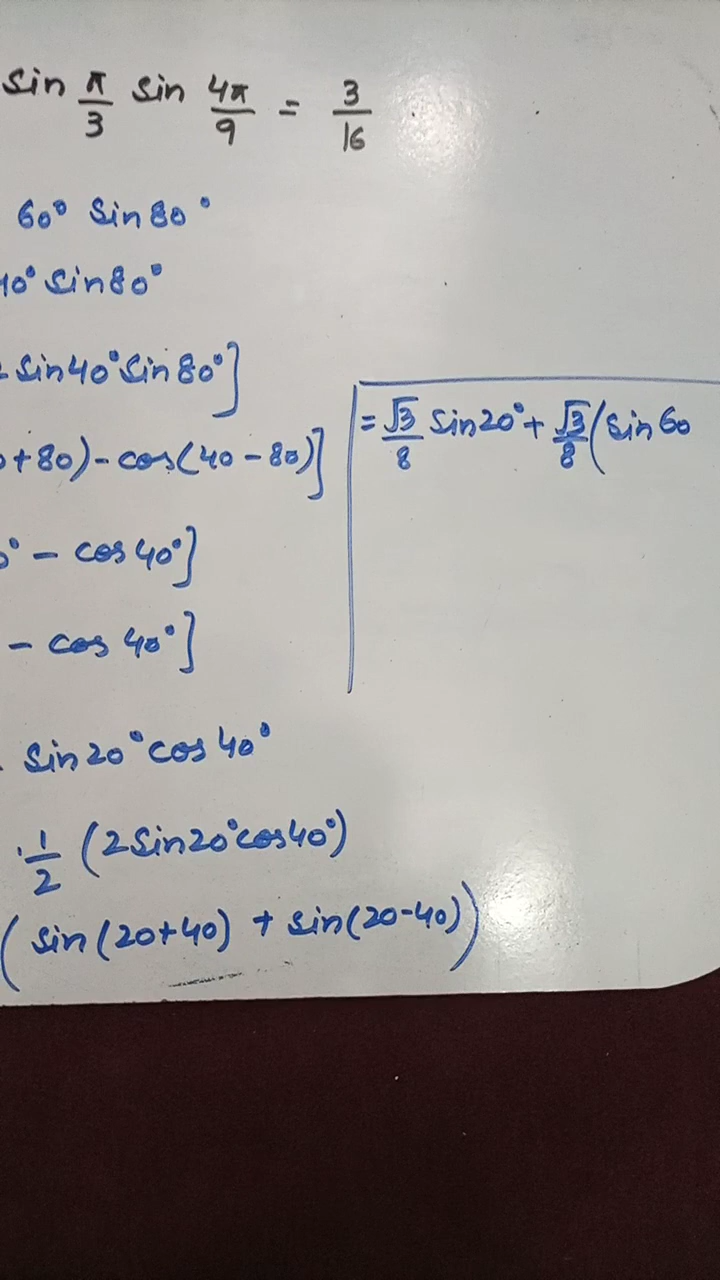 sin π/3 sin 4π/9 = 3/16
60° sin 80°
40° sin 80°
sin 40° sin 80°]
+80) - cos(40 - 80)]
= √3/8 sin 20° + √3/8 (sin 60
° - cos 40°]
- cos 40°]
sin 20° cos 40°
. 1/2 (2 sin 20° cos 40°)
( sin (20+40) + sin(20-40))